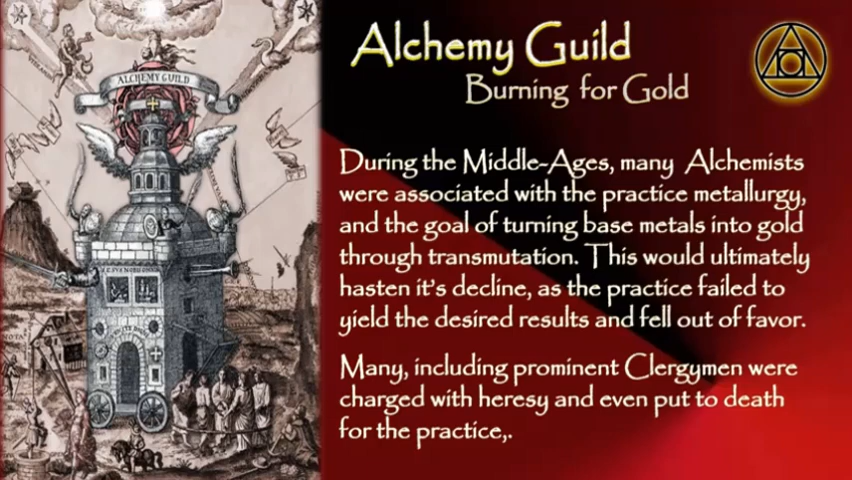 ALCHEMY GUILD
Alchemy Guild
Burning for Gold
During the Middle-Ages, many Alchemists
were associated with the practice metallurgy,
and the goal of turning base metals into gold
through transmutation. This would ultimately
hasten it's decline, as the practice failed to
yield the desired results and fell out of favor.
Many, including prominent Clergymen were
charged with heresy and even put to death
for the practice,.